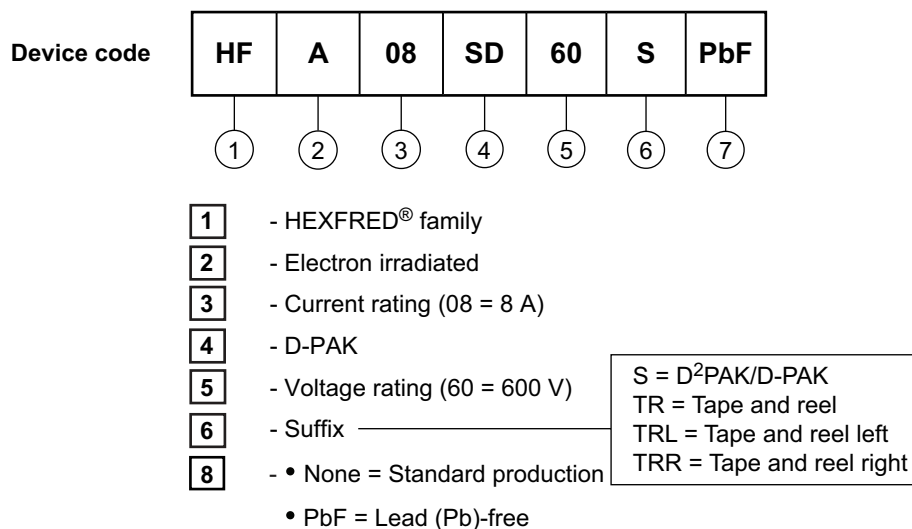 Device code
HF A 08 SD 60 S PbF
1 2 3 4 5 6 7
1 - HEXFRED® family
2 - Electron irradiated
3 - Current rating (08 = 8 A)
4 - D-PAK
5 - Voltage rating (60 = 600 V)
6 - Suffix
S = D²PAK/D-PAK
TR = Tape and reel
TRL = Tape and reel left
TRR = Tape and reel right
8 - • None = Standard production
• PbF = Lead (Pb)-free